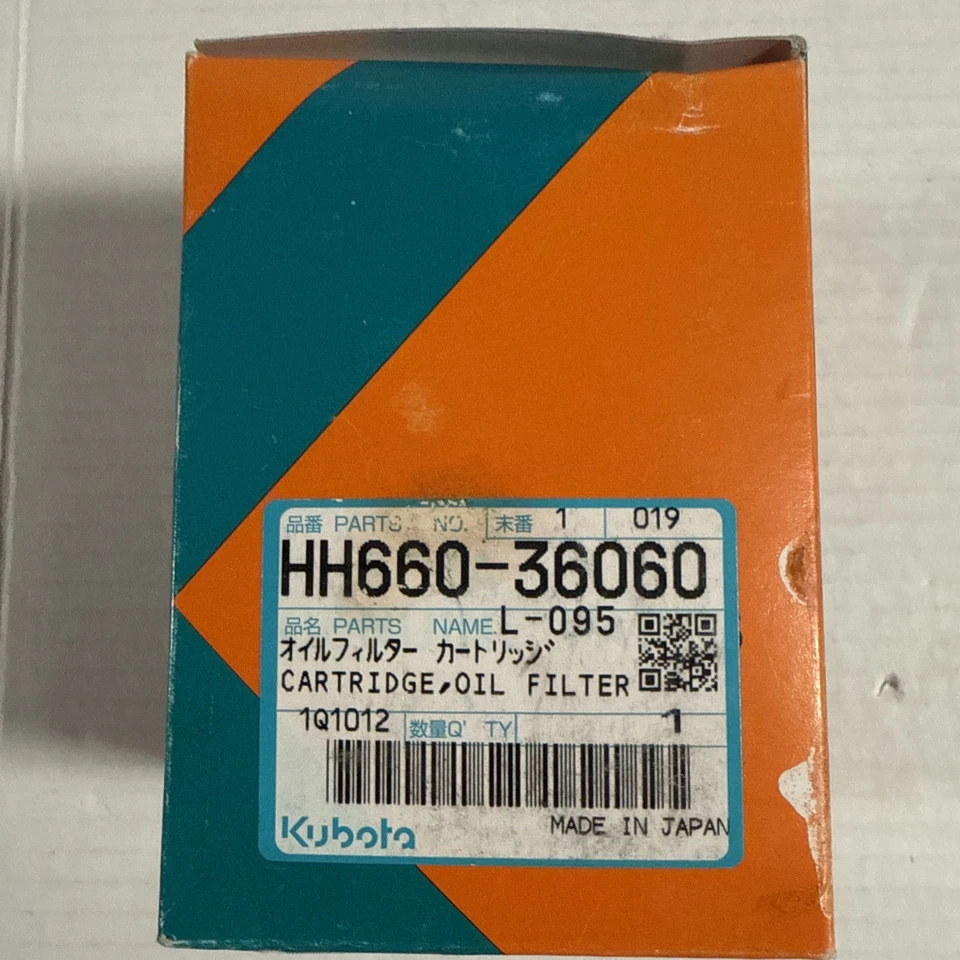 品番 PARTS NO. 末番 1 019
HH660-36060
品名 PARTS NAME. L-095
オイルフィルター カートリッジ
CARTRIDGE,OIL FILTER
1Q1012 数量Q' TY 1
MADE IN JAPAN
Kubota